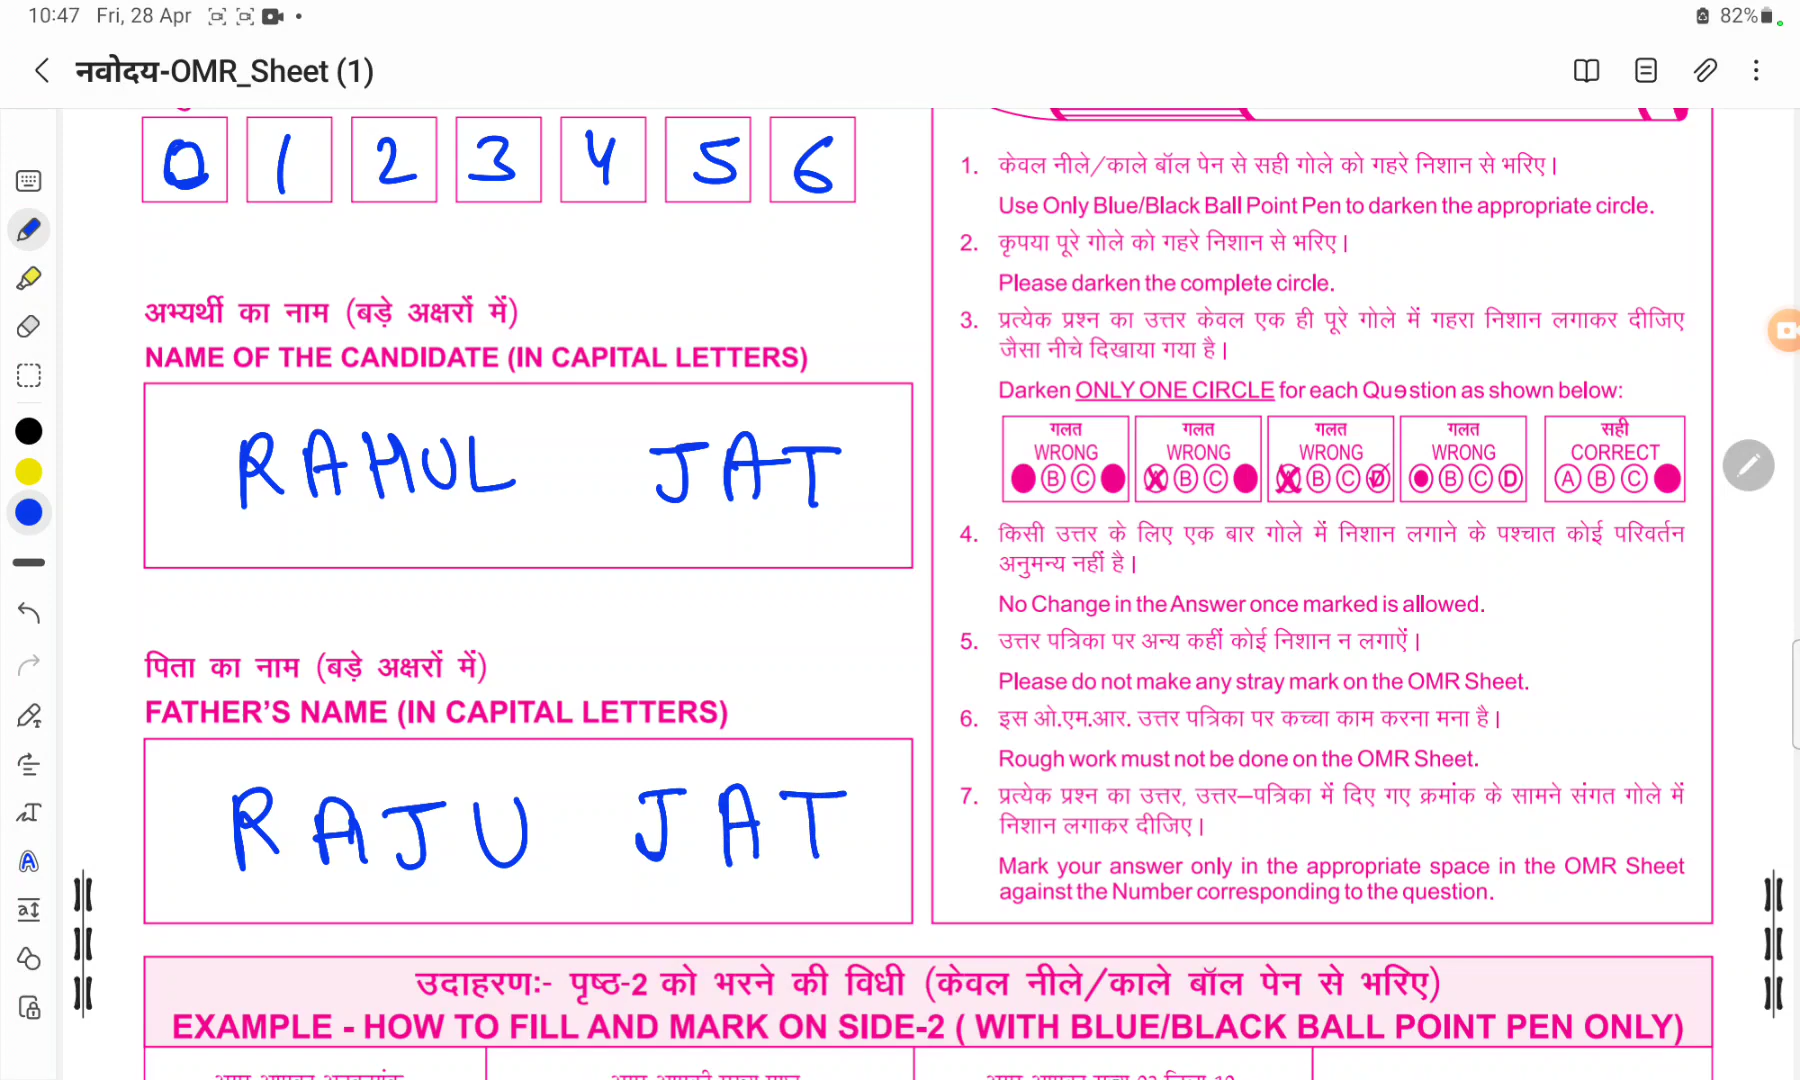 10:47 Fri, 28 Apr
82%
नवोदय-OMR_Sheet (1)
0 1 2 3 4 5 6
अभ्यर्थी का नाम (बड़े अक्षरों में)
NAME OF THE CANDIDATE (IN CAPITAL LETTERS)
RAHUL JAT
पिता का नाम (बड़े अक्षरों में)
FATHER'S NAME (IN CAPITAL LETTERS)
RAJU JAT
1. केवल नीले/काले बॉल पेन से सही गोले को गहरे निशान से भरिए।
Use Only Blue/Black Ball Point Pen to darken the appropriate circle.
2. कृपया पूरे गोले को गहरे निशान से भरिए।
Please darken the complete circle.
3. प्रत्येक प्रश्न का उत्तर केवल एक ही पूरे गोले में गहरा निशान लगाकर दीजिए
जैसा नीचे दिखाया गया है।
Darken ONLY ONE CIRCLE for each Question as shown below:
गलत गलत गलत गलत सही
WRONG WRONG WRONG WRONG CORRECT
B C B C B C D B C D A B C
4. किसी उत्तर के लिए एक बार गोले में निशान लगाने के पश्चात कोई परिवर्तन
अनुमन्य नहीं है।
No Change in the Answer once marked is allowed.
5. उत्तर पत्रिका पर अन्य कहीं कोई निशान न लगाऐं।
Please do not make any stray mark on the OMR Sheet.
6. इस ओ.एम.आर. उत्तर पत्रिका पर कच्चा काम करना मना है।
Rough work must not be done on the OMR Sheet.
7. प्रत्येक प्रश्न का उत्तर, उत्तर–पत्रिका में दिए गए क्रमांक के सामने संगत गोले में
निशान लगाकर दीजिए।
Mark your answer only in the appropriate space in the OMR Sheet
against the Number corresponding to the question.
उदाहरण:- पृष्ठ-2 को भरने की विधी (केवल नीले/काले बॉल पेन से भरिए)
EXAMPLE - HOW TO FILL AND MARK ON SIDE-2 ( WITH BLUE/BLACK BALL POINT PEN ONLY)